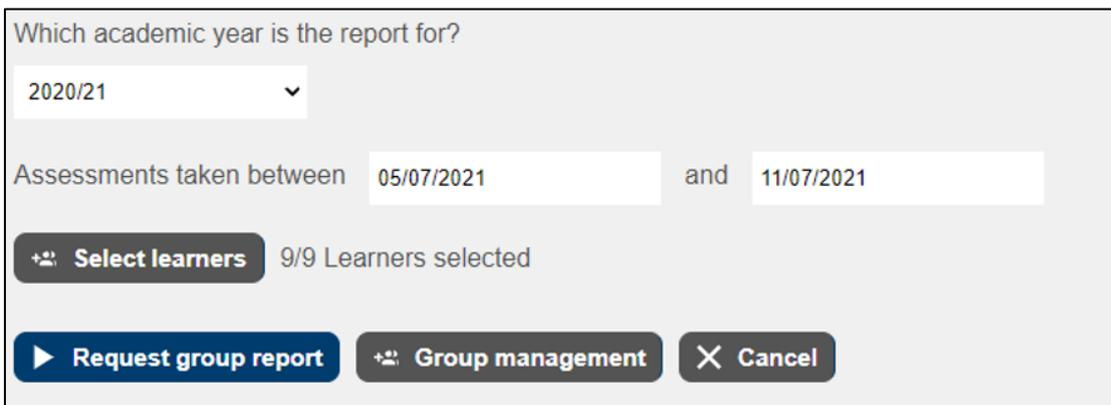 Which academic year is the report for?
2020/21
Assessments taken between 05/07/2021 and 11/07/2021
Select learners 9/9 Learners selected
Request group report Group management Cancel